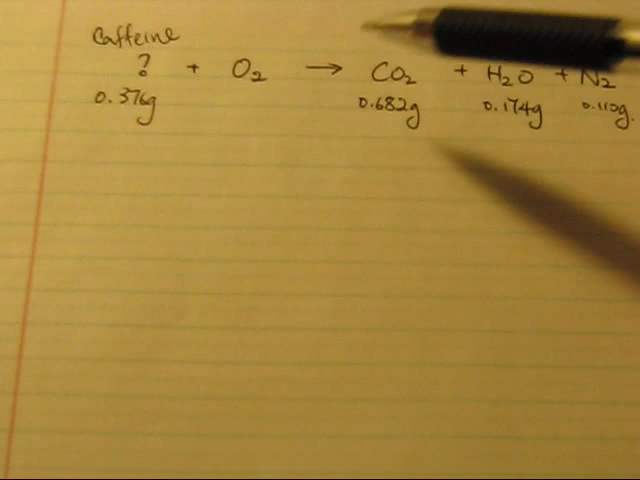 Caffeine
? + O2 → CO2 + H2O + N2
0.376g 0.682g 0.174g 0.110g.